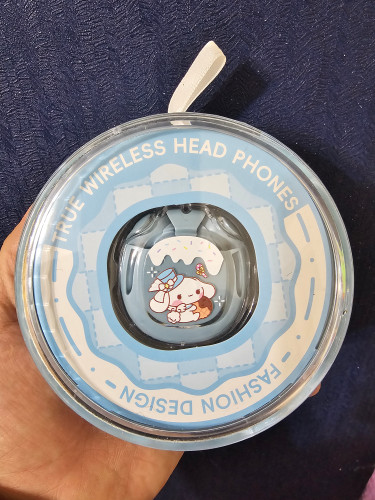 TRUE WIRELESS HEAD PHONES
FASHION DESIGN